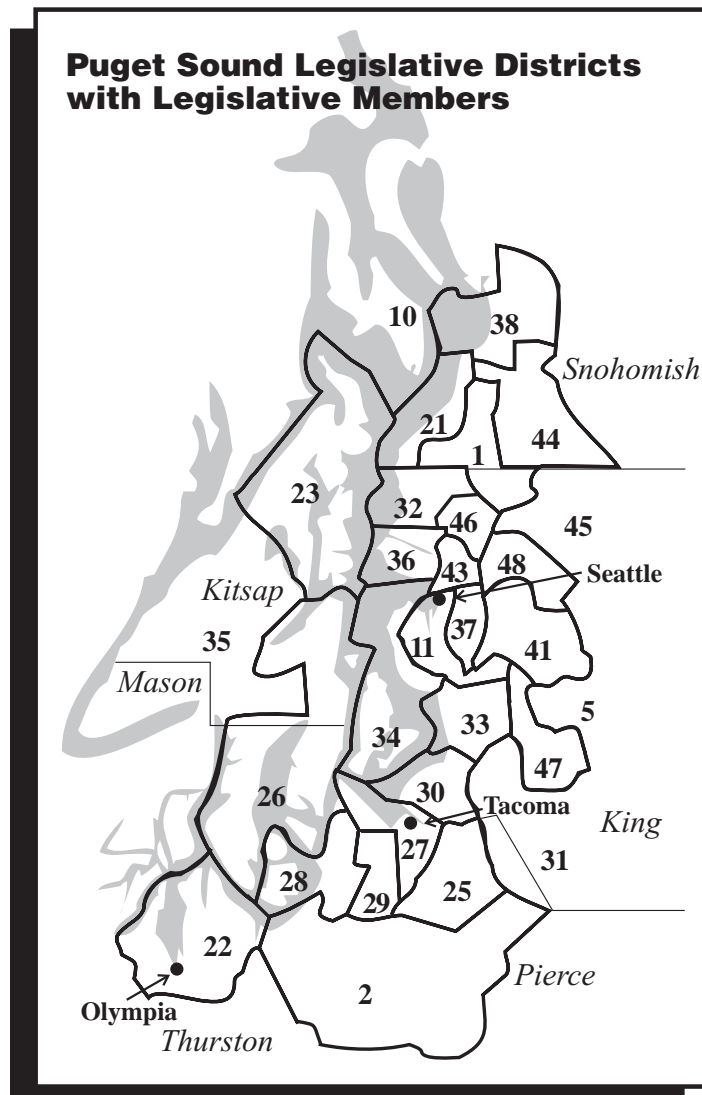 Puget Sound Legislative Districts
with Legislative Members
10
38
Snohomish
21
1
44
23
32
46
45
36
43
48
Seattle
Kitsap
35
11
37
41
Mason
5
34
33
47
26
30
Tacoma
King
27
31
28
29
25
22
2
Pierce
Olympia
Thurston